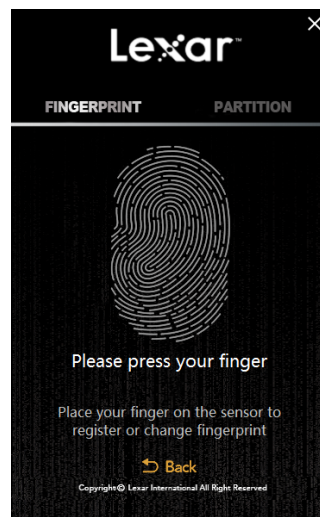 Lexar™
FINGERPRINT PARTITION
Please press your finger
Place your finger on the sensor to
register or change fingerprint
Back
Copyright© Lexar International All Right Reserved